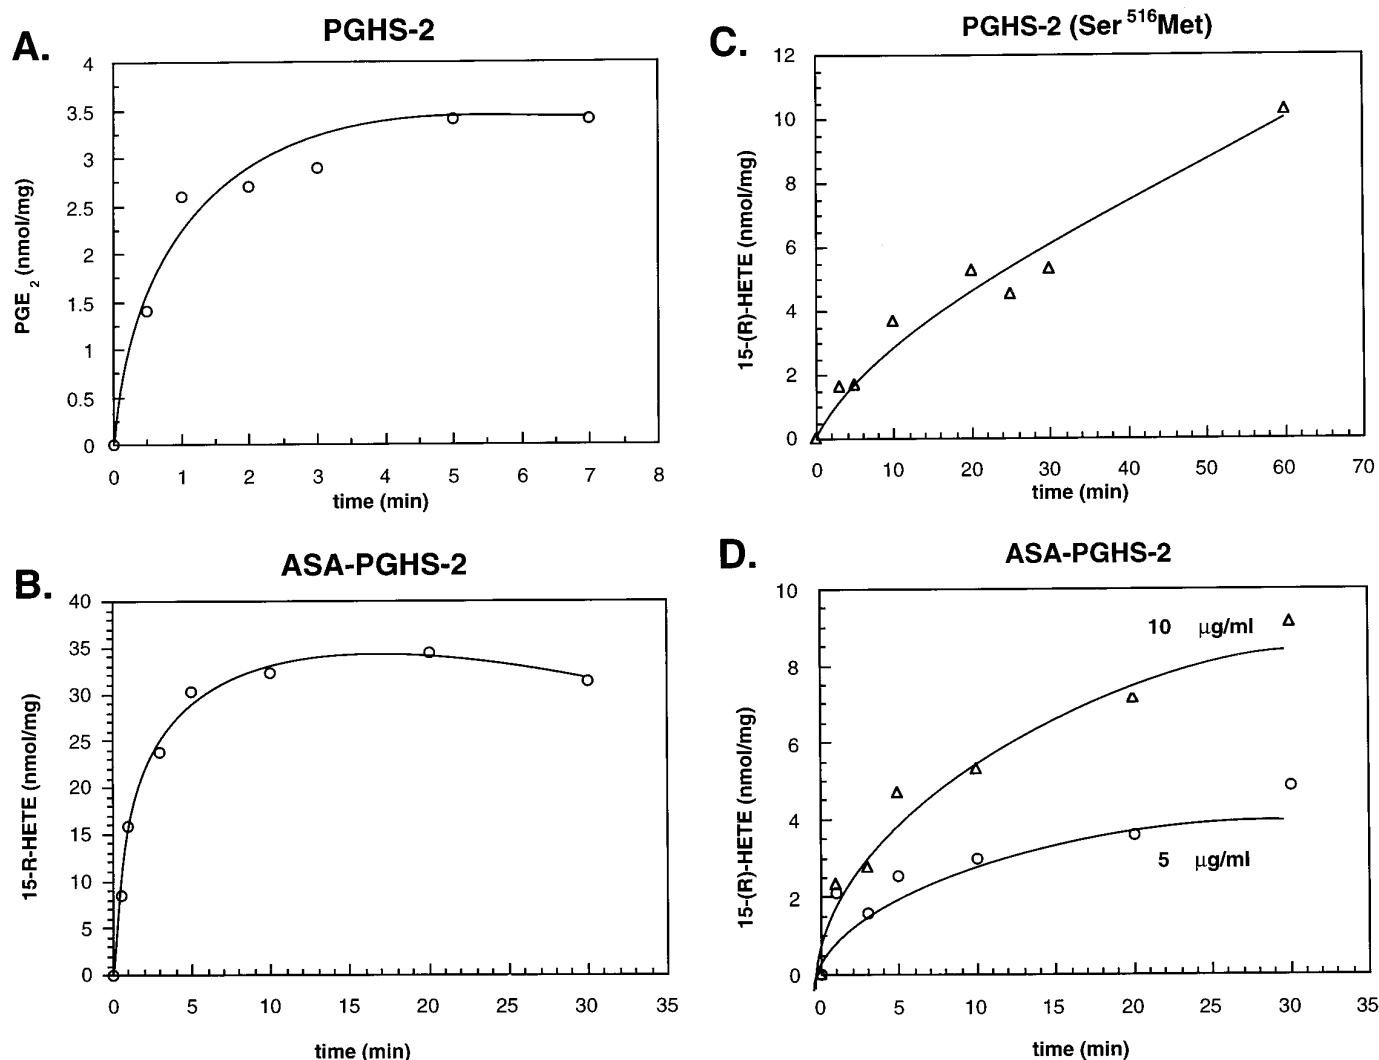 A.
PGHS-2
4
3.5
3
2.5
2
1.5
1
0.5
0
PGE 2 (nmol/mg)
0 1 2 3 4 5 6 7 8
time (min)
B.
ASA-PGHS-2
40
35
30
25
20
15
10
5
0
15-R-HETE (nmol/mg)
0 5 10 15 20 25 30 35
time (min)
C.
PGHS-2 (Ser 516Met)
12
10
8
6
4
2
0
15-(R)-HETE (nmol/mg)
0 10 20 30 40 50 60 70
time (min)
D.
ASA-PGHS-2
10
8
6
4
2
0
15-(R)-HETE (nmol/mg)
10 μg/ml
5 μg/ml
0 5 10 15 20 25 30 35
time (min)